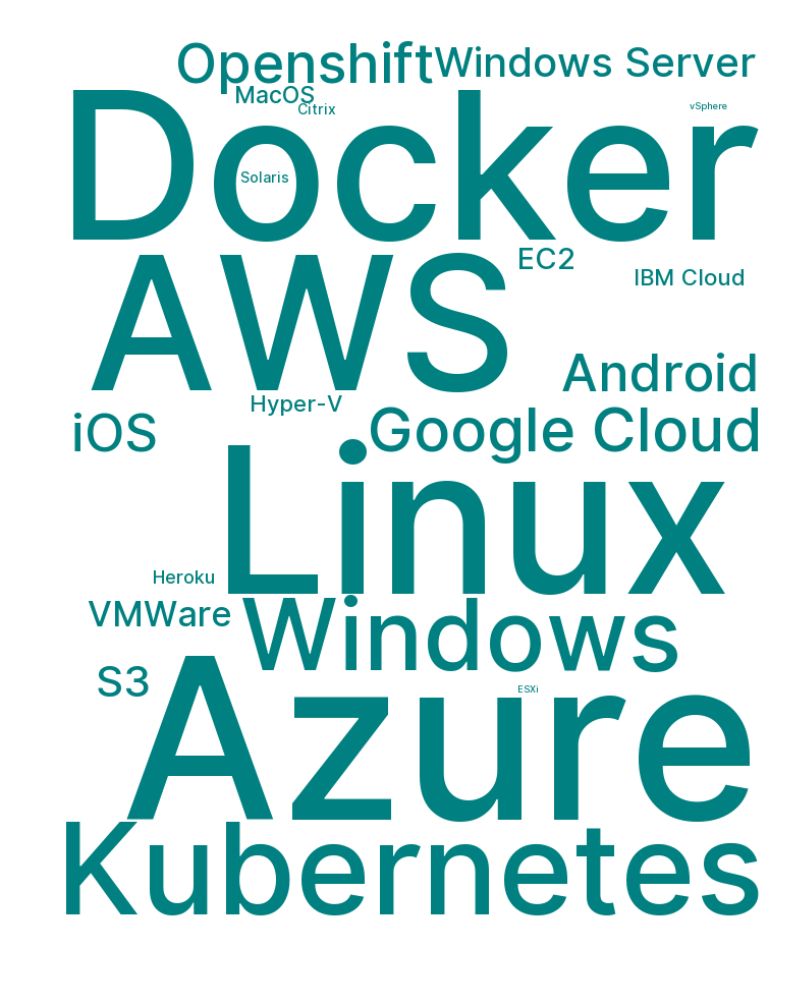 Openshift Windows Server
MacOS
Citrix vSphere
Docker
Solaris
AWS
EC2
IBM Cloud
Android
Hyper-V
iOS Google Cloud
Linux
Heroku
VMWare Windows
S3
ESXi
Azure
Kubernetes